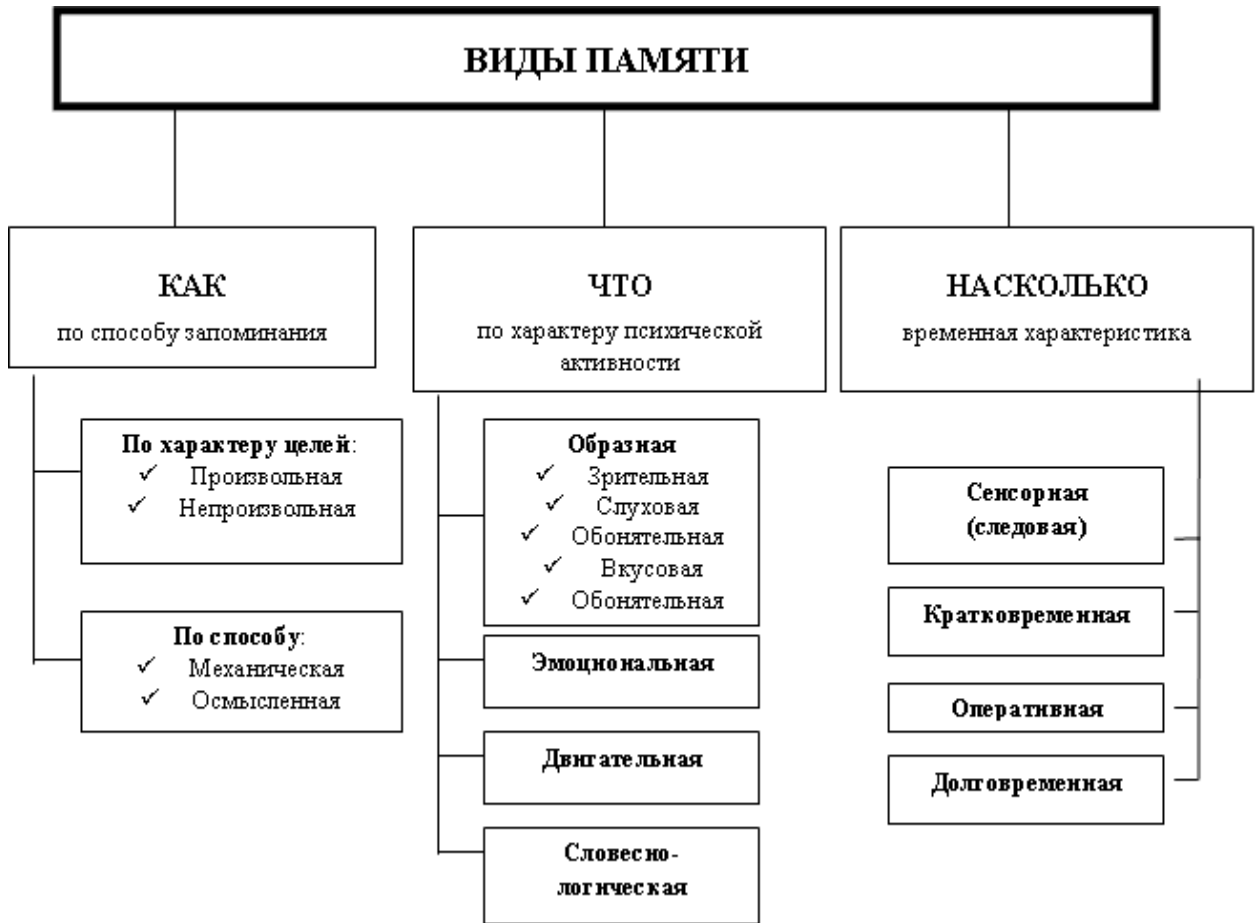 ВИДЫ ПАМЯТИ
КАК
по способу запоминания
По характеру целей:
✓ Произвольная
✓ Непроизвольная
По способу:
✓ Механическая
✓ Осмысленная
ЧТО
по характеру психической
активности
Образная
✓ Зрительная
✓ Слуховая
✓ Обонятельная
✓ Вкусовая
✓ Обонятельная
Эмоциональная
Двигательная
Словесно-
логическая
НАСКОЛЬКО
временная характеристика
Сенсорная
(следовая)
Кратковременная
Оперативная
Долговременная